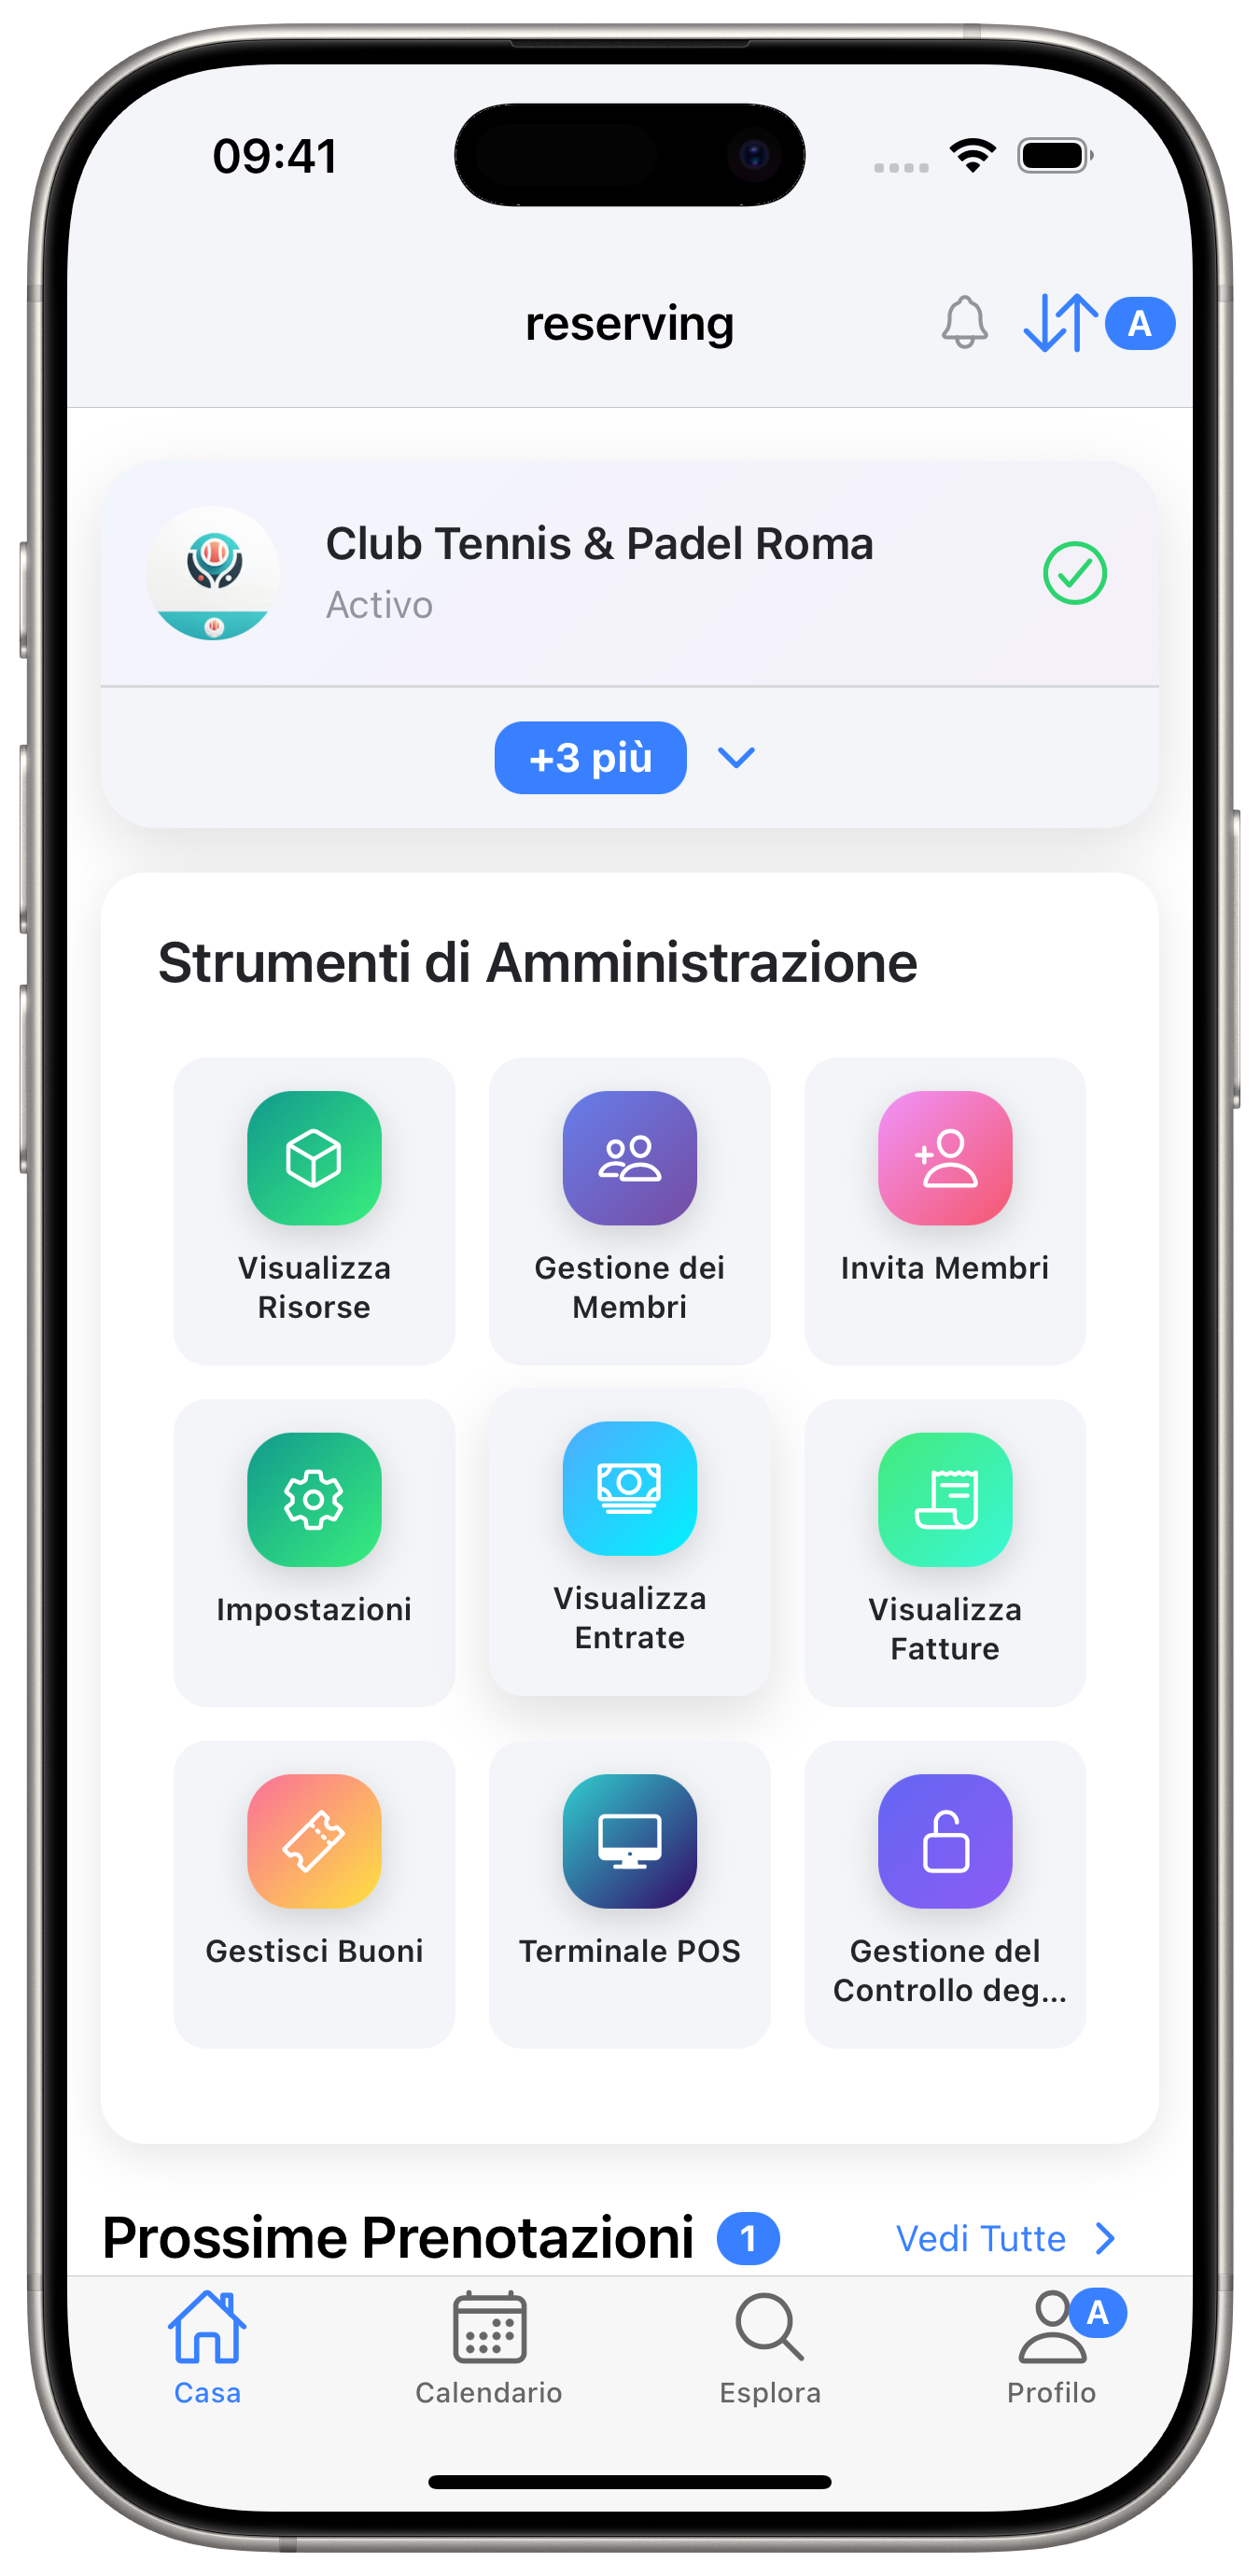 09:41
reserving
A
Club Tennis & Padel Roma
Activo
+3 più
Strumenti di Amministrazione
Visualizza
Risorse
Gestione dei
Membri
Invita Membri
Impostazioni
Visualizza
Entrate
Visualizza
Fatture
Gestisci Buoni
Terminale POS
Gestione del
Controllo deg...
Prossime Prenotazioni 1 Vedi Tutte
A
Casa
Calendario
Esplora
Profilo